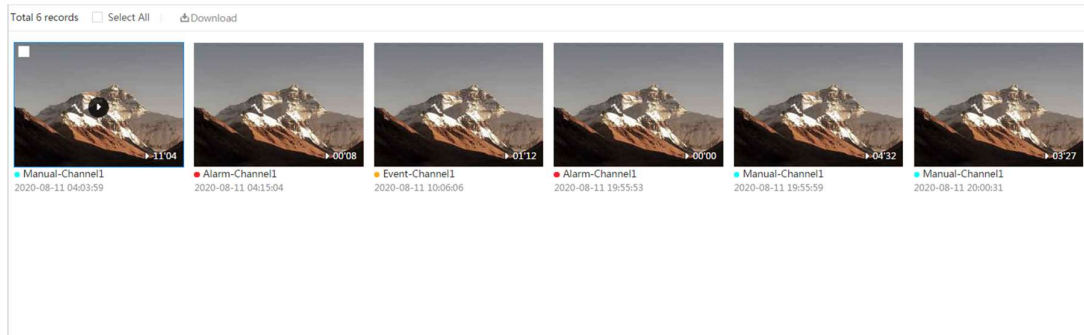 Total 6 records Select All Download
11'04 00'08 01'12 00'00 04'32 03'27
Manual-Channel1 Alarm-Channel1 Event-Channel1 Alarm-Channel1 Manual-Channel1 Manual-Channel1
2020-08-11 04:03:59 2020-08-11 04:15:04 2020-08-11 10:06:06 2020-08-11 19:55:53 2020-08-11 19:55:59 2020-08-11 20:00:31